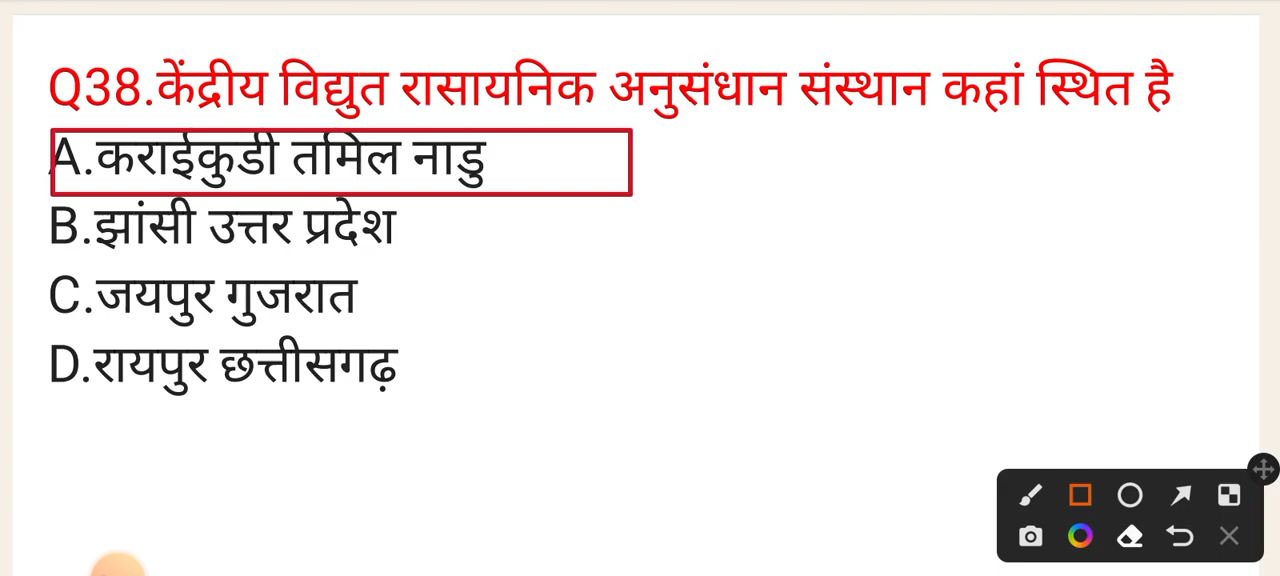 Q38.केंद्रीय विद्युत रासायनिक अनुसंधान संस्थान कहां स्थित है
A.कराईकुडी तमिल नाडु
B.झांसी उत्तर प्रदेश
C.जयपुर गुजरात
D.रायपुर छत्तीसगढ़